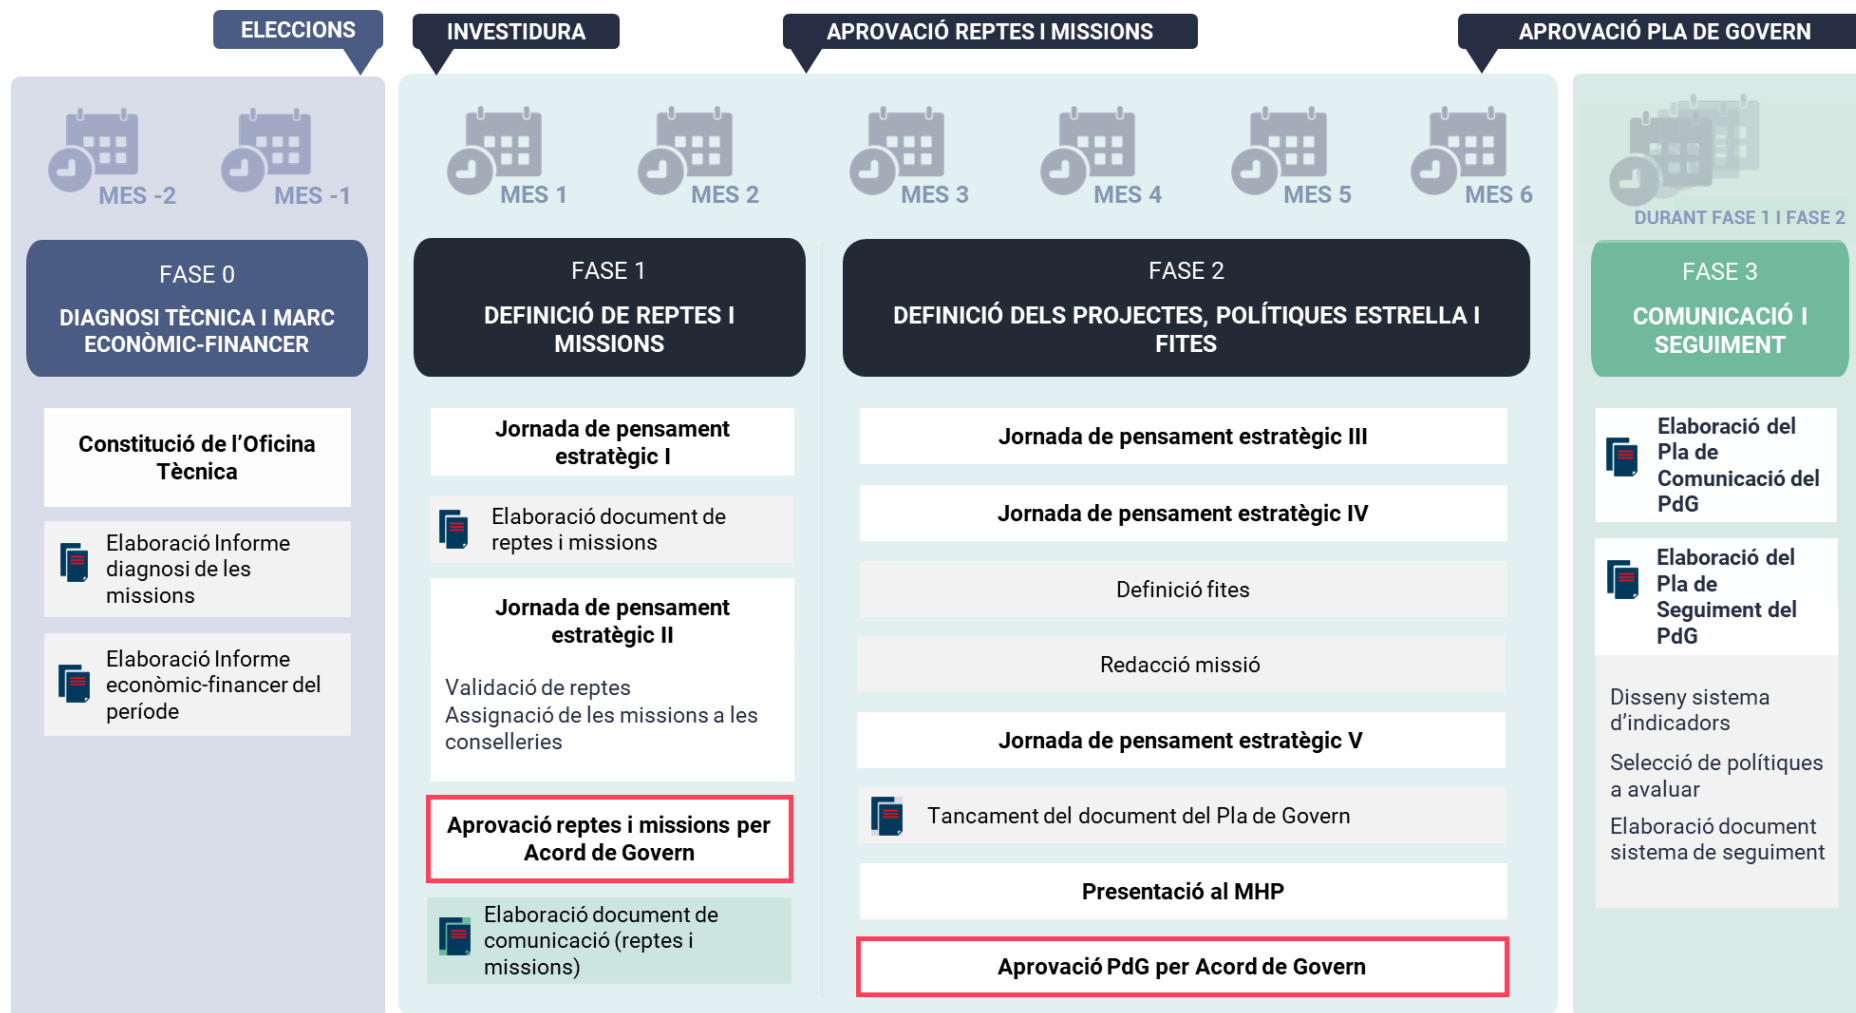 ELECCIONS
INVESTIDURA
APROVACIÓ REPTES I MISSIONS
APROVACIÓ PLA DE GOVERN
MES -2
MES -1
MES 1
MES 2
MES 3
MES 4
MES 5
MES 6
DURANT FASE 1 I FASE 2
FASE 0
DIAGNOSI TÈCNICA I MARC
ECONÒMIC-FINANCER
Constitució de l’Oficina
Tècnica
Elaboració Informe
diagnosi de les
missions
Elaboració Informe
econòmic-financer del
període
FASE 1
DEFINICIÓ DE REPTES I
MISSIONS
Jornada de pensament
estratègic I
Elaboració document de
reptes i missions
Jornada de pensament
estratègic II
Validació de reptes
Assignació de les missions a les
conselleries
Aprovació reptes i missions per
Acord de Govern
Elaboració document de
comunicació (reptes i
missions)
FASE 2
DEFINICIÓ DELS PROJECTES, POLÍTIQUES ESTRELLA I
FITES
Jornada de pensament estratègic III
Jornada de pensament estratègic IV
Definició fites
Redacció missió
Jornada de pensament estratègic V
Tancament del document del Pla de Govern
Presentació al MHP
Aprovació PdG per Acord de Govern
FASE 3
COMUNICACIÓ I
SEGUIMENT
Elaboració del
Pla de
Comunicació del
PdG
Elaboració del
Pla de
Seguiment del
PdG
Disseny sistema
d’indicadors
Selecció de polítiques
a avaluar
Elaboració document
sistema de seguiment